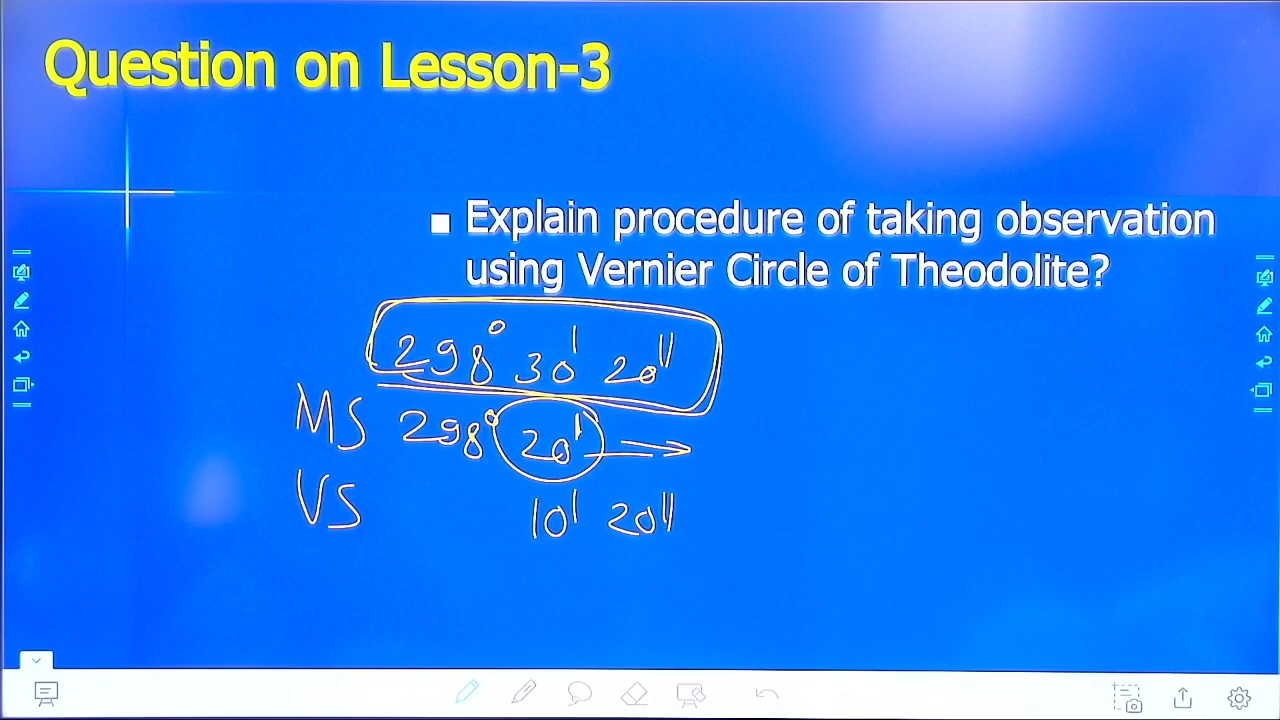 Question on Lesson-3
■ Explain procedure of taking observation
using Vernier Circle of Theodolite?
298° 30' 20"
MS 298° 20'
VS 10' 20"